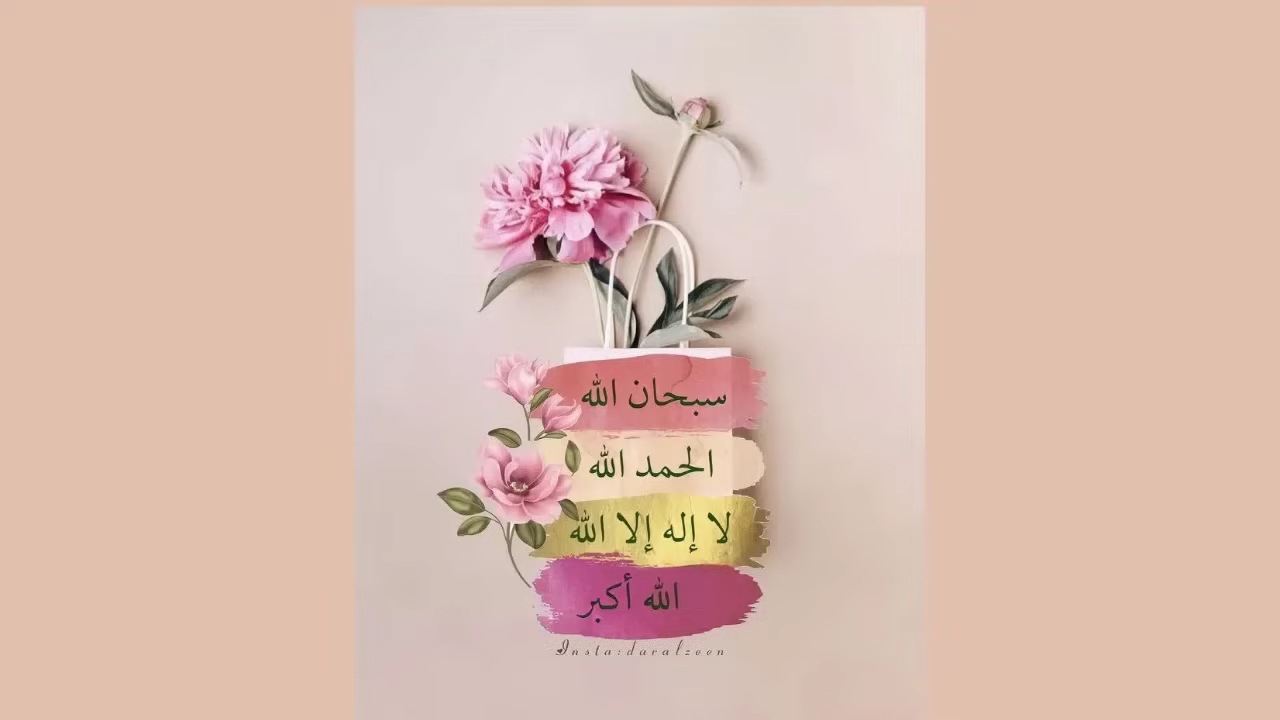 سبحان الله
الحمد الله
لا إله إلا الله
الله أكبر
Insta:daralzeen